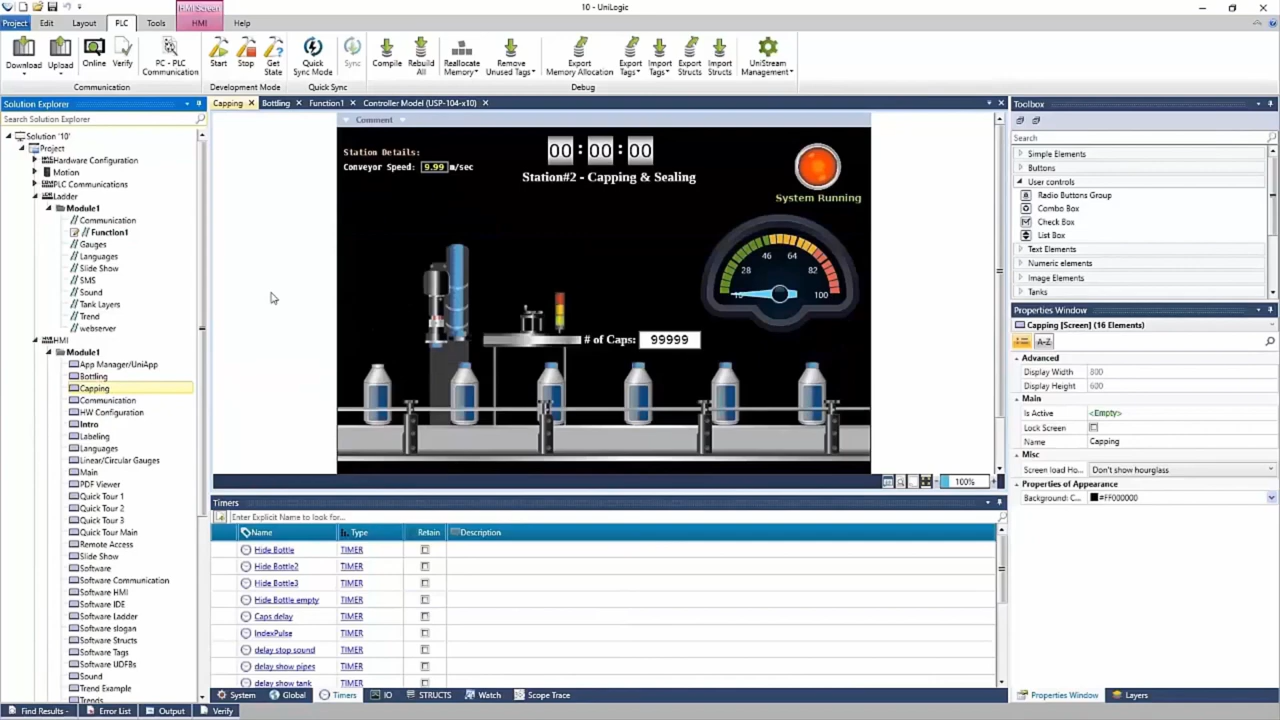 10 - UniLogic
HMI Screen
Project Edit Layout PLC Tools HMI Help
Download Upload Online Verify PC - PLC Communication Start Stop Get State Quick Sync Mode Sync Compile Rebuild All Reallocate Memory Remove Unused Tags Export Memory Allocation Export Tags Import Tags Export Structs Import Structs UniStream Management
Communication Development Mode Quick Sync Debug
Solution Explorer
Search Solution Explorer
Solution '10'
Project
Hardware Configuration
Motion
PLC Communications
Ladder
Module1
Communication
Function1
Gauges
Languages
Slide Show
SMS
Sound
Tank Layers
Trend
webserver
HMI
Module1
App Manager/UniApp
Bottling
Capping
Communication
HW Configuration
Intro
Labeling
Languages
Linear/Circular Gauges
Main
PDF Viewer
Quick Tour 1
Quick Tour 2
Quick Tour 3
Quick Tour Main
Remote Access
Slide Show
Software
Software Communication
Software HMI
Software IDE
Software Ladder
Software slogan
Software Structs
Software Tags
Software UDFBs
Sound
Trend Example
Trends
Capping Bottling Function1 Controller Model (USP-104-x10)
Comment
Station Details:
Conveyor Speed: 9.99 m/sec
00 : 00 : 00
Station#2 - Capping & Sealing
System Running
10 28 46 64 82 100
# of Caps: 99999
100%
Timers
Enter Explicit Name to look for...
Name Type Retain Description
Hide Bottle TIMER
Hide Bottle2 TIMER
Hide Bottle3 TIMER
Hide Bottle empty TIMER
Caps delay TIMER
IndexPulse TIMER
delay stop sound TIMER
delay show pipes TIMER
delay show tank TIMER
System Global Timers IO STRUCTS Watch Scope Trace
Toolbox
Search
Simple Elements
Buttons
User controls
Radio Buttons Group
Combo Box
Check Box
List Box
Text Elements
Numeric elements
Image Elements
Tanks
Properties Window
Capping [Screen] (16 Elements)
A-Z
Advanced
Display Width 800
Display Height 600
Main
Is Active <Empty>
Lock Screen
Name Capping
Misc
Screen load Ho... Don't show hourglass
Properties of Appearance
Background: C... #FF000000
Properties Window Layers
Find Results - Error List Output Verify